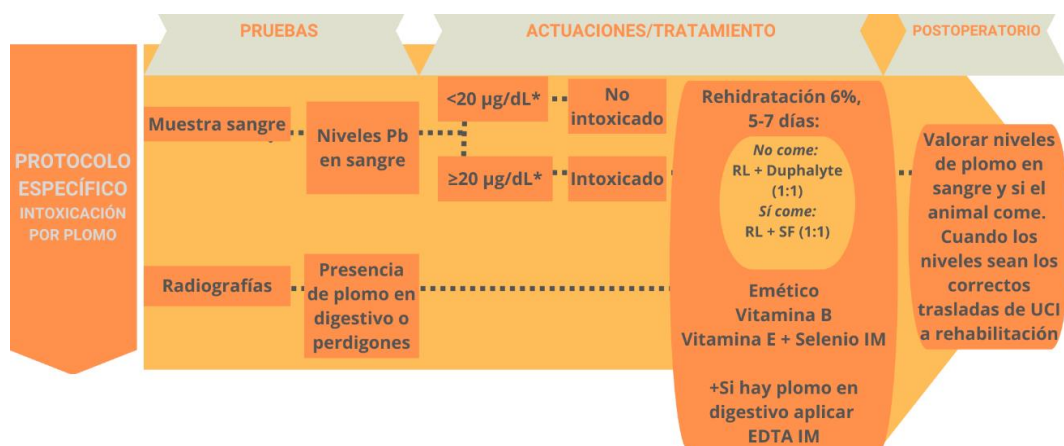 PRUEBAS
ACTUACIONES/TRATAMIENTO
POSTOPERATORIO
PROTOCOLO
ESPECÍFICO
INTOXICACIÓN
POR PLOMO
Muestra sangre
Niveles Pb
en sangre
<20 µg/dL*
No
intoxicado
≥20 µg/dL*
Intoxicado
Radiografías
Presencia
de plomo en
digestivo o
perdigones
Rehidratación 6%,
5-7 días:
No come:
RL + Duphalyte
(1:1)
Sí come:
RL + SF (1:1)
Emético
Vitamina B
Vitamina E + Selenio IM
+Si hay plomo en
digestivo aplicar
EDTA IM
Valorar niveles
de plomo en
sangre y si el
animal come.
Cuando los
niveles sean los
correctos
trasladas de UCI
a rehabilitación